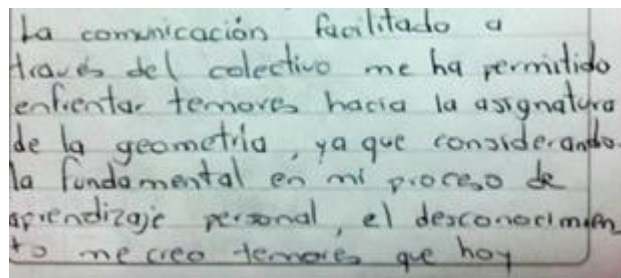 La comunicación facilitado a
través del colectivo me ha permitido
enfrentar temores hacia la asignatura
de la geometria, ya que considerando
la fundamental en mi proceso de
aprendizaje personal, el desconocimien
to me creo temores que hoy